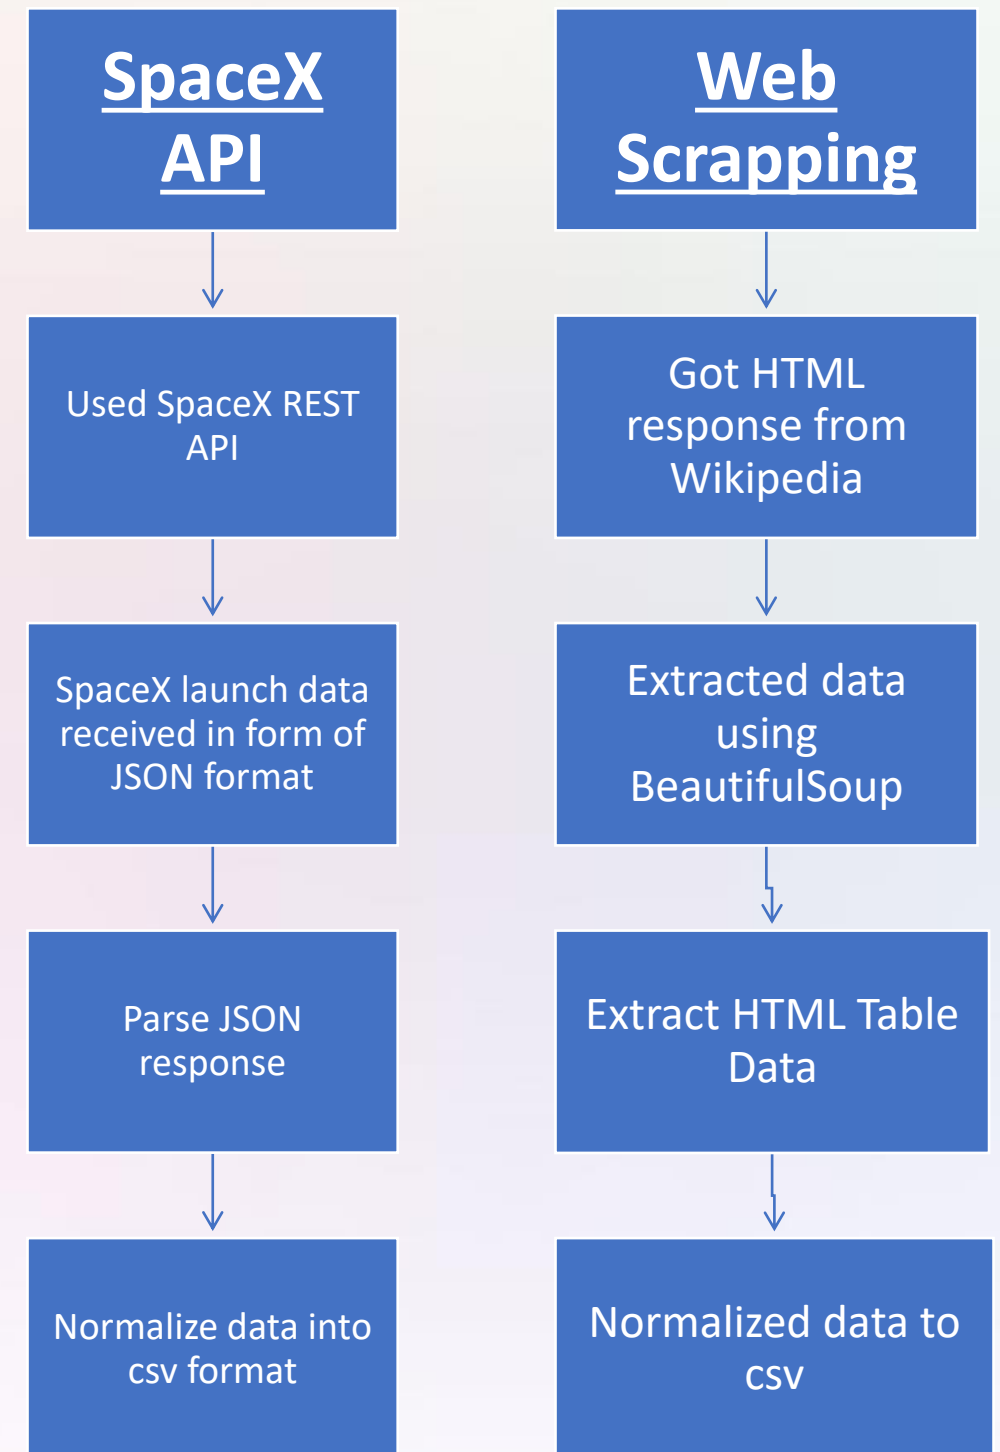 SpaceX
API
Used SpaceX REST
API
SpaceX launch data
received in form of
JSON format
Parse JSON
response
Normalize data into
csv format
Web
Scrapping
Got HTML
response from
Wikipedia
Extracted data
using
BeautifulSoup
Extract HTML Table
Data
Normalized data to
csv